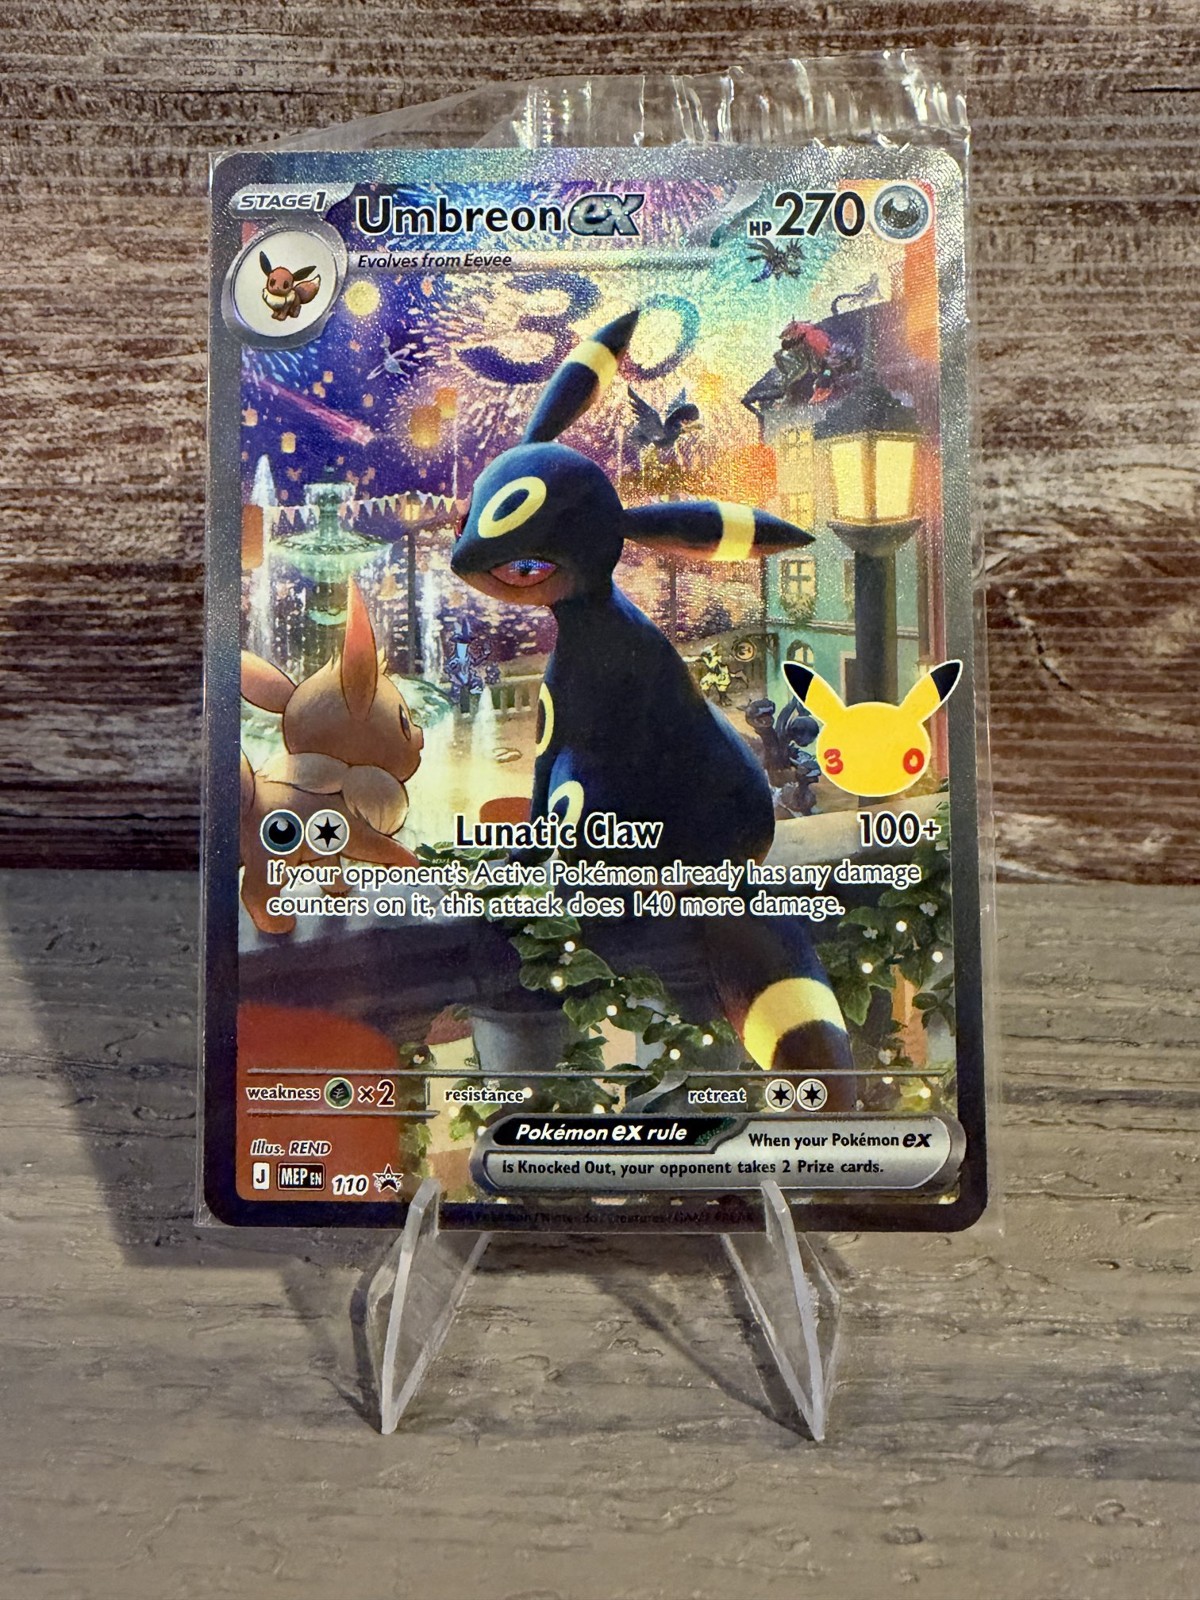 STAGE 1
Umbreon ex
HP 270
Evolves from Eevee
30
3 0
Lunatic Claw 100+
If your opponent's Active Pokémon already has any damage
counters on it, this attack does 140 more damage.
weakness ×2 resistance retreat
Pokémon ex rule When your Pokémon ex
is Knocked Out, your opponent takes 2 Prize cards.
Illus. REND
J MEP EN 110